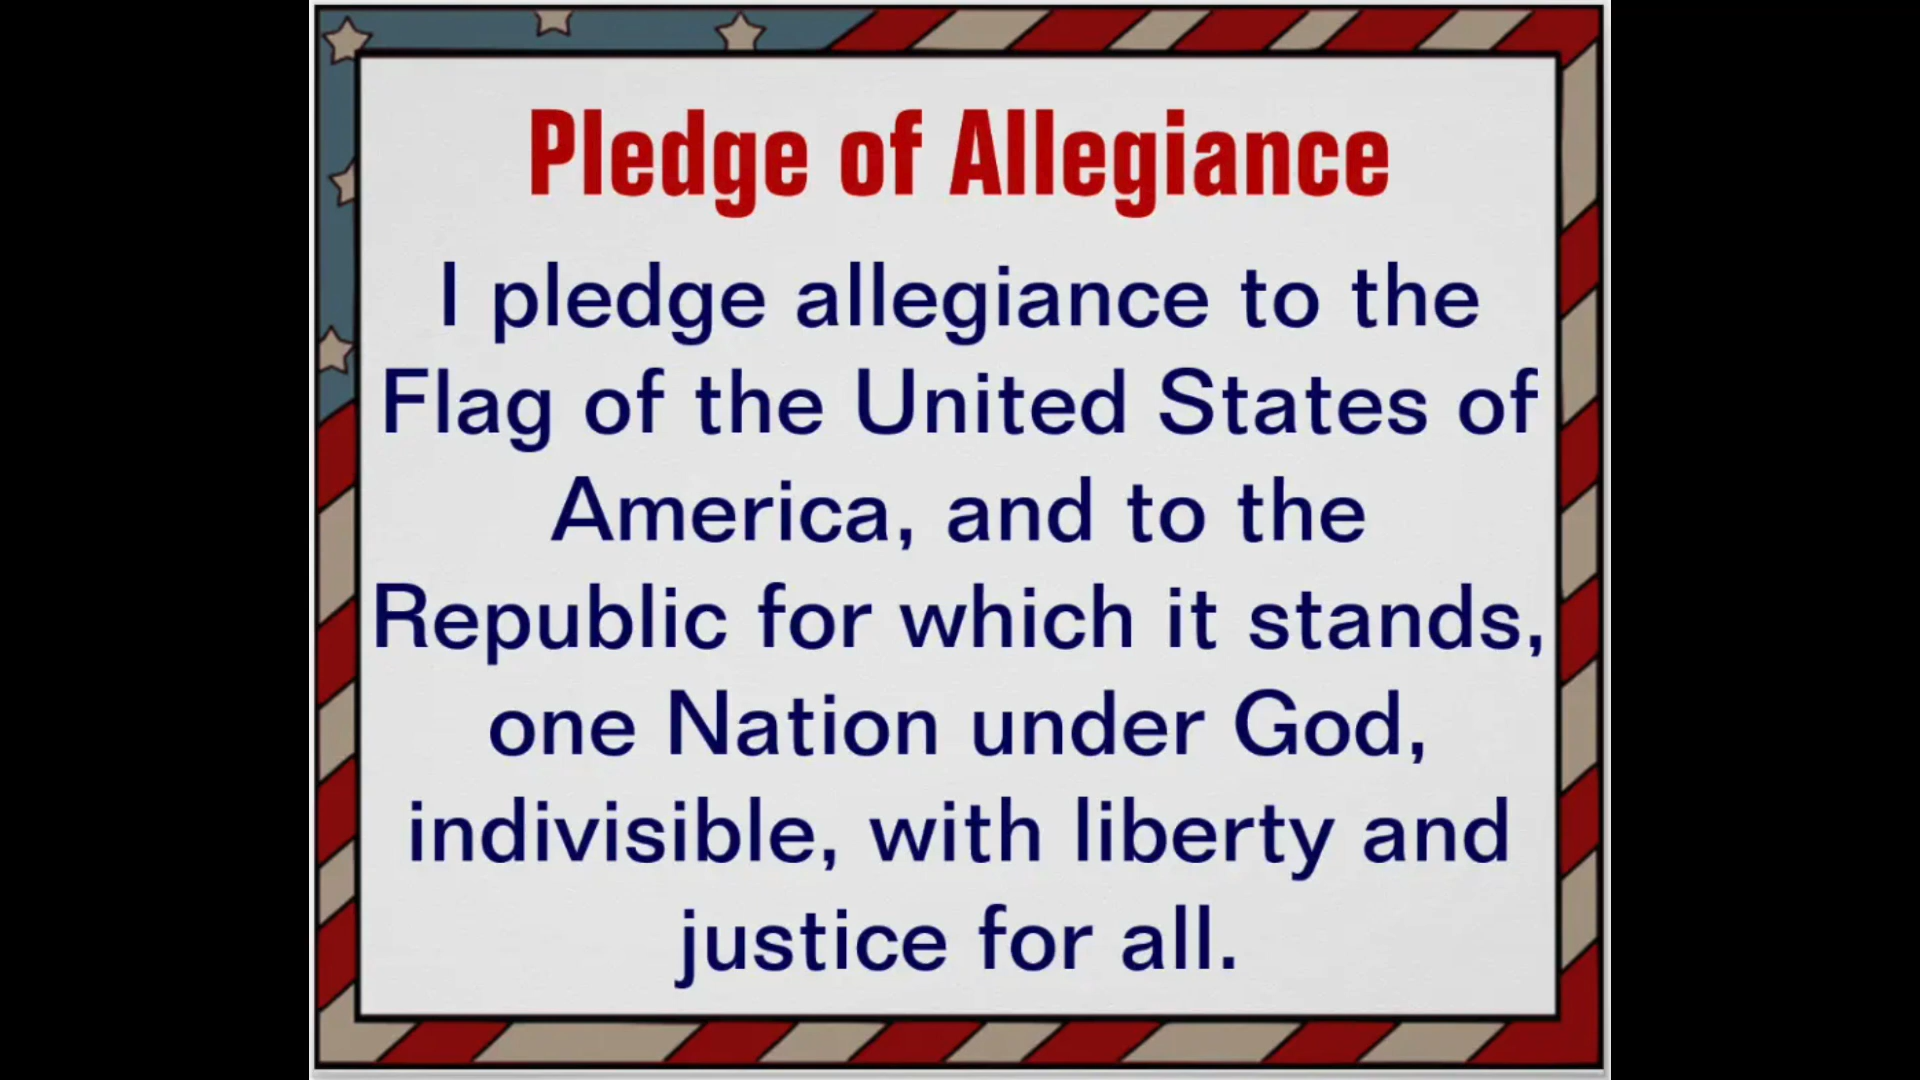 Pledge of Allegiance
I pledge allegiance to the
Flag of the United States of
America, and to the
Republic for which it stands,
one Nation under God,
indivisible, with liberty and
justice for all.